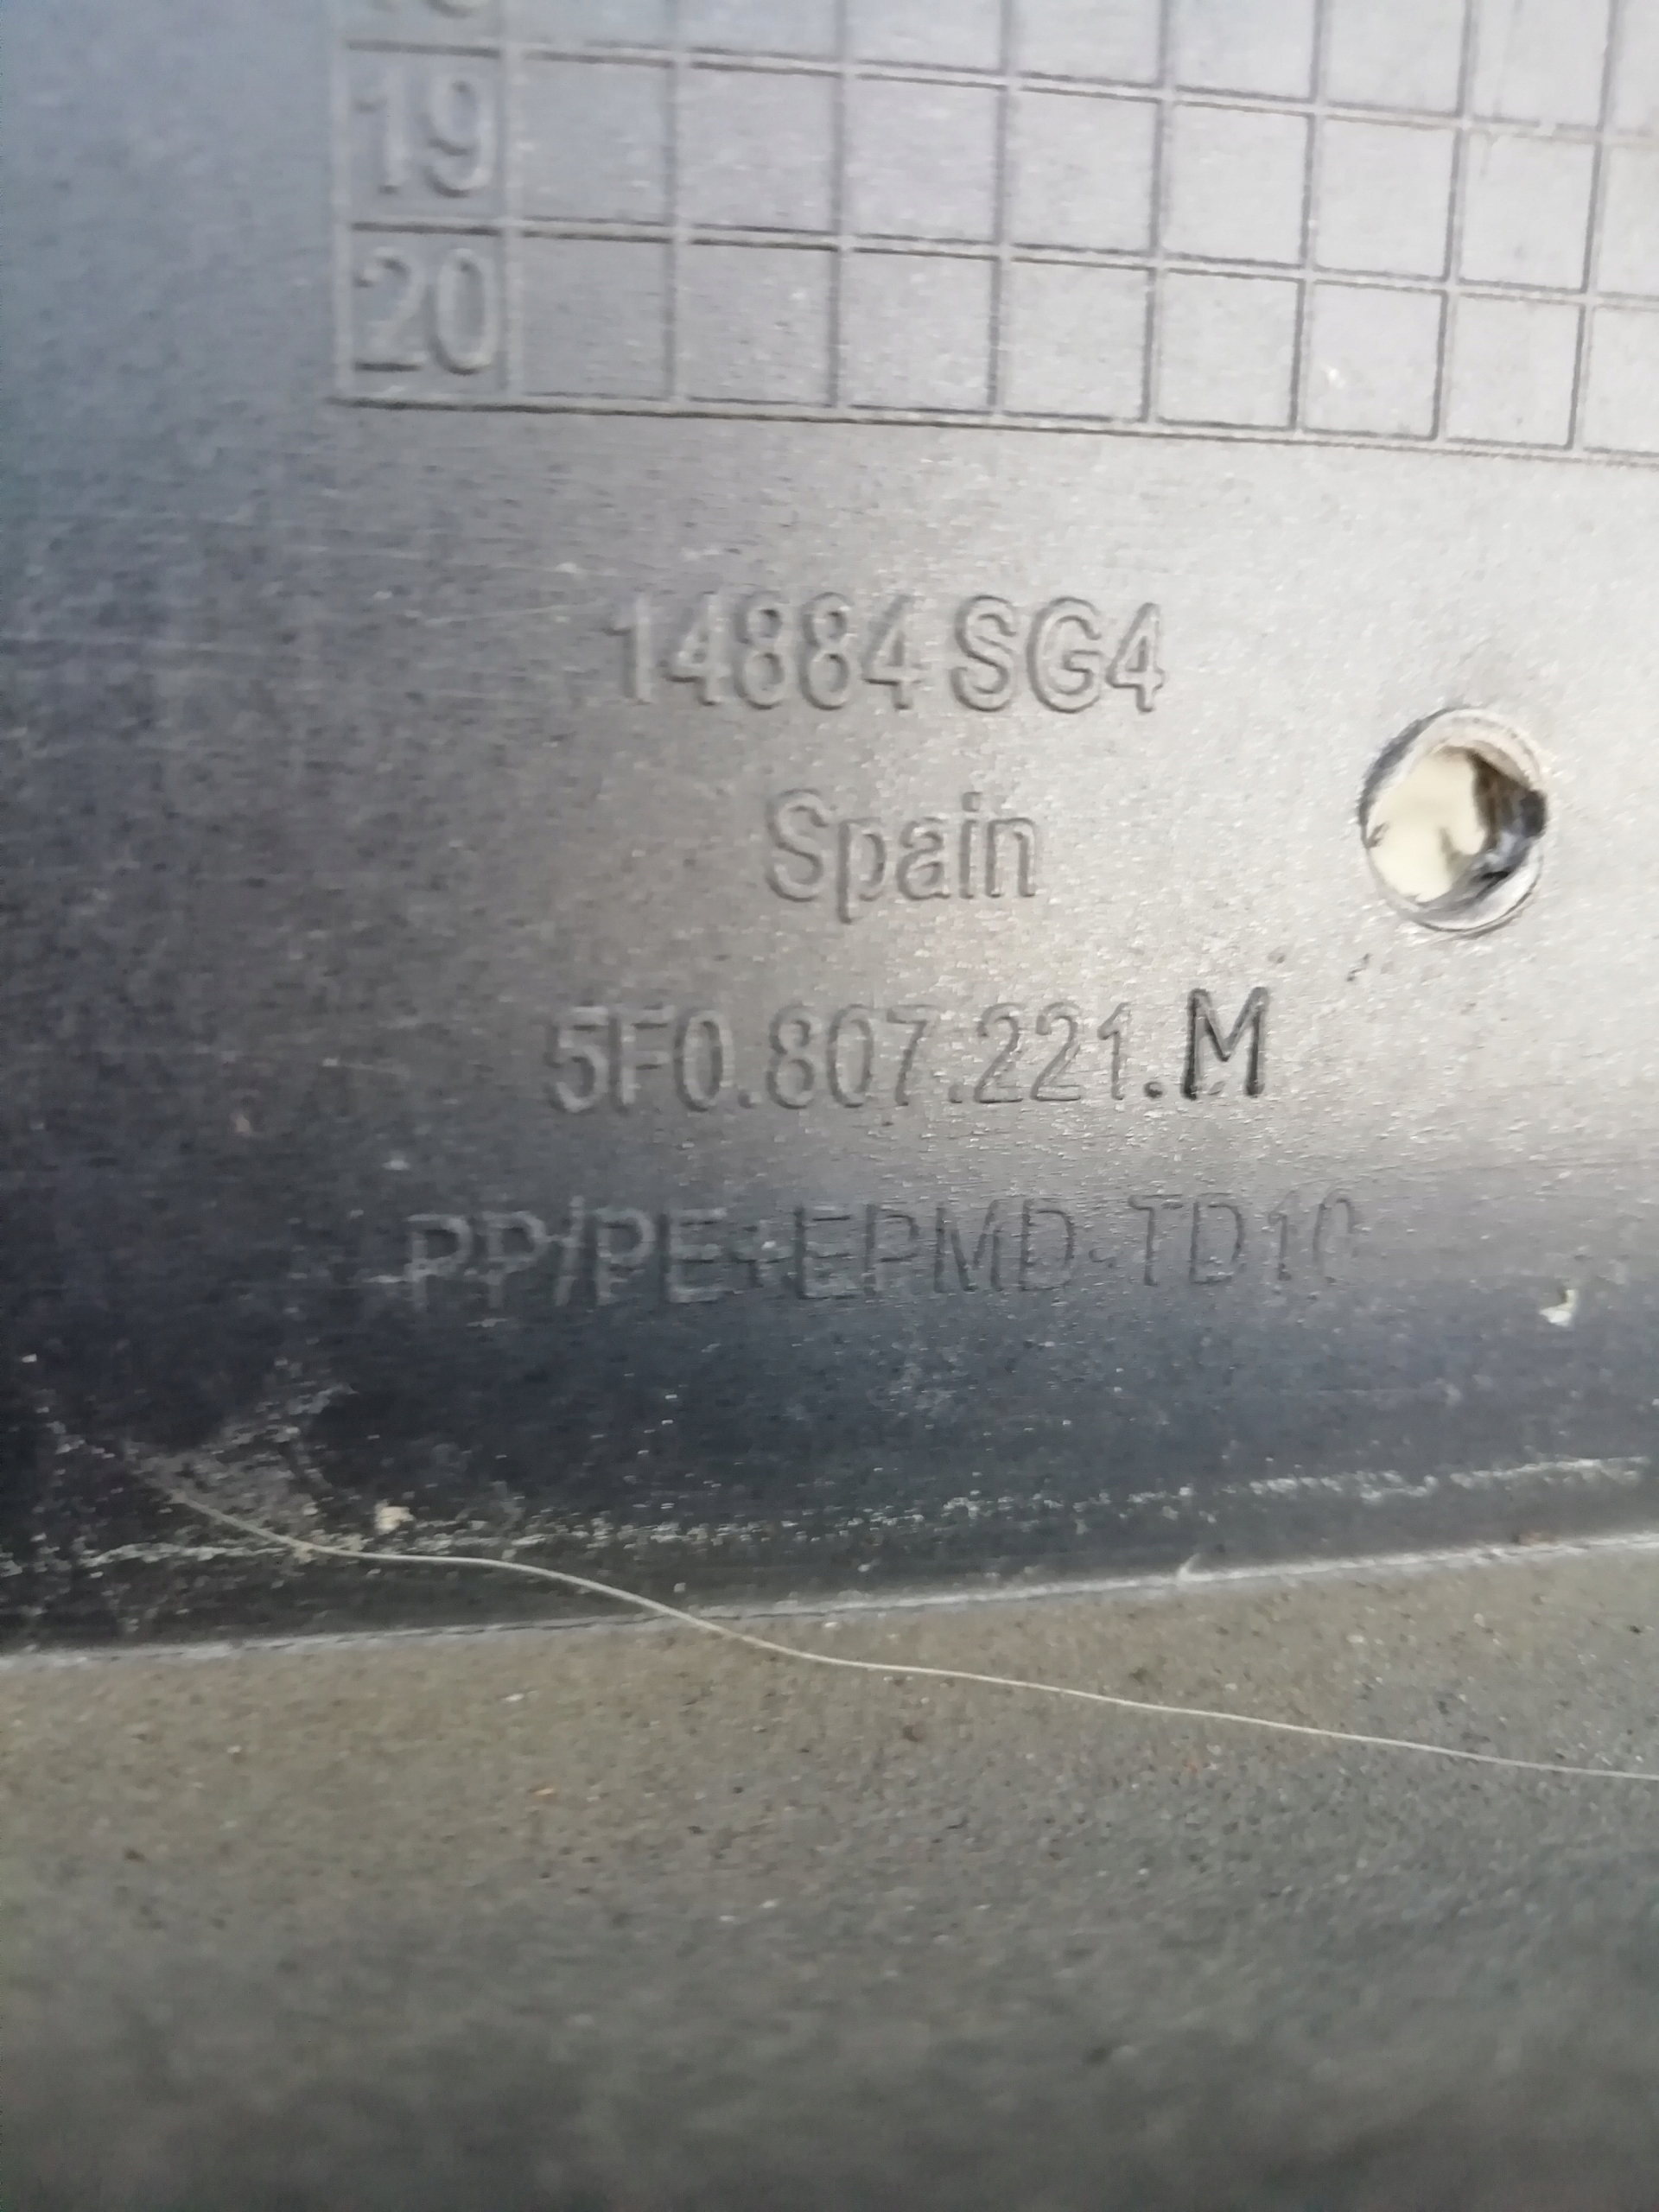 19
20
14884 SG4
Spain
5F0.807.221.M
PP/PE+EPMD-TD10